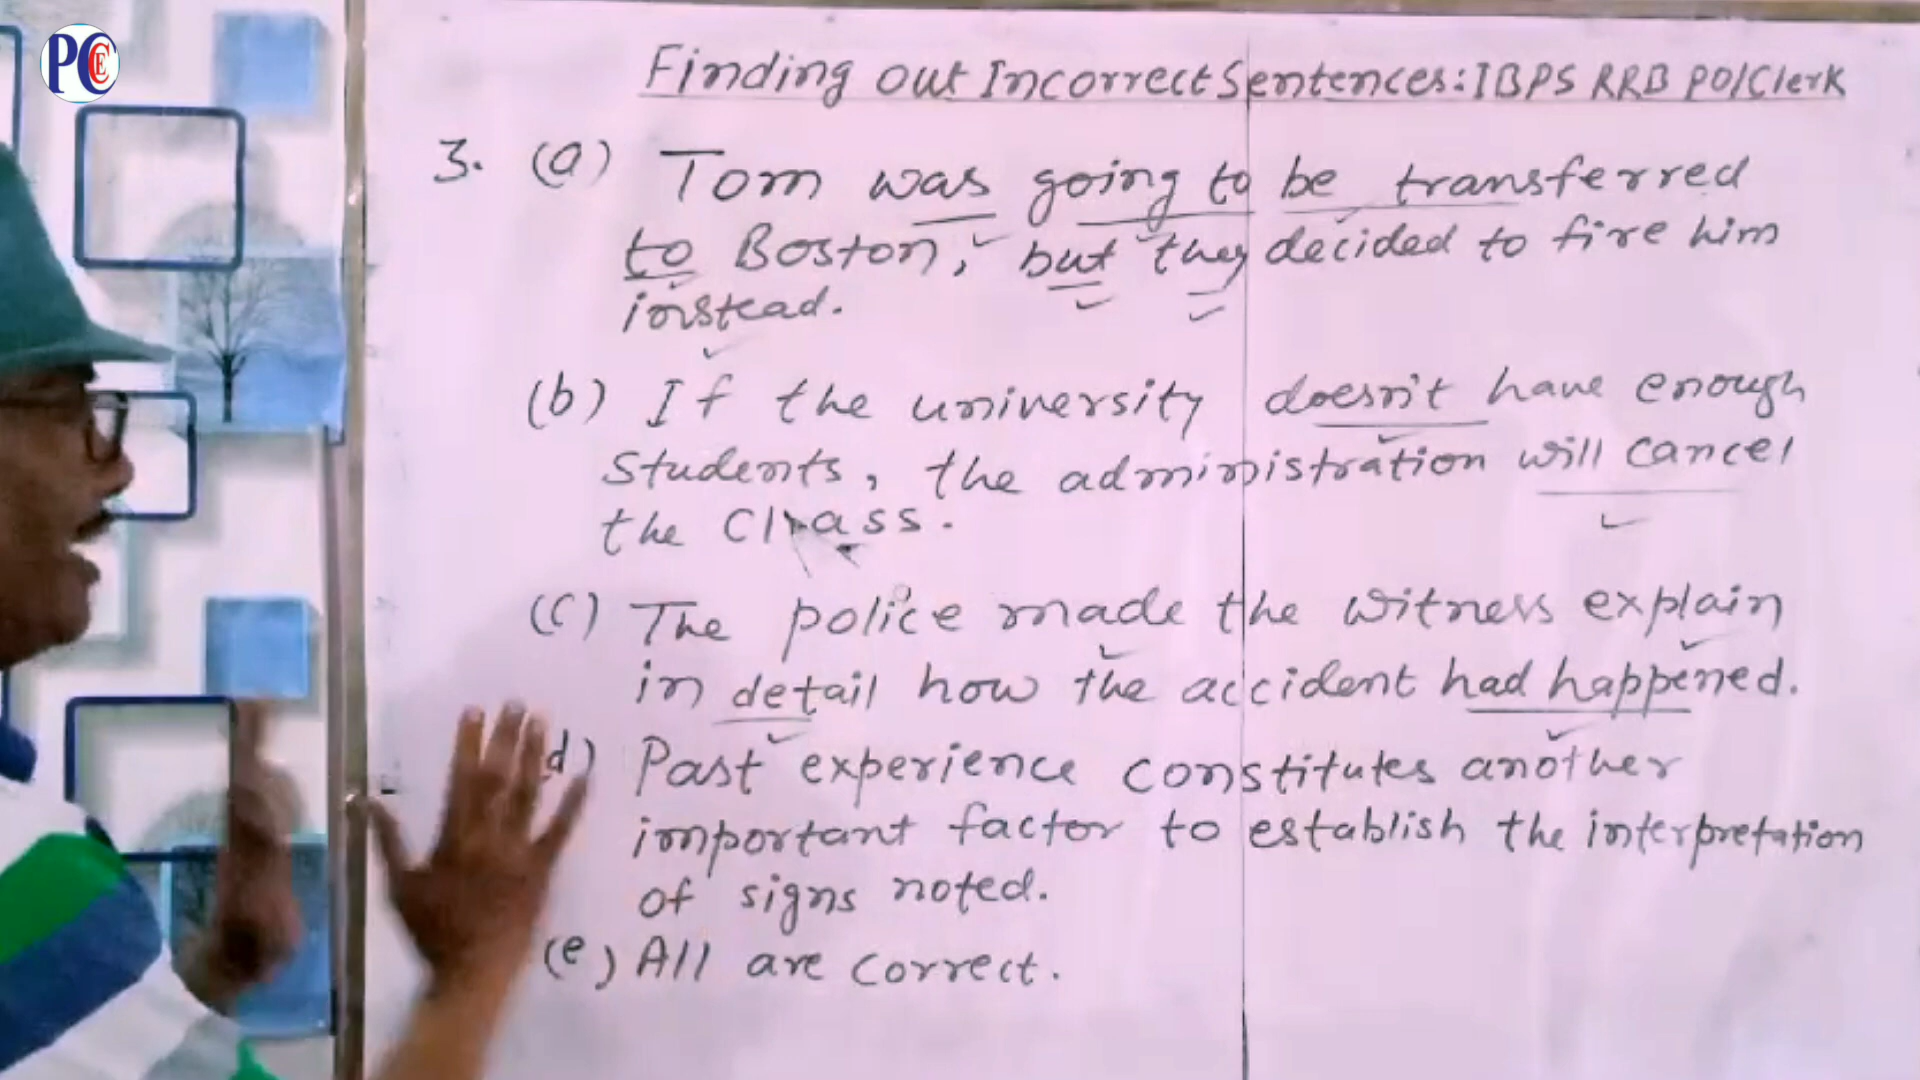 PCEC
Finding out Incorrect Sentences: IBPS RRB PO/Clerk
3. (a) Tom was going to be transferred
to Boston, but they decided to fire him
instead.
(b) If the university doesn't have enough
students, the administration will cancel
the Class.
(c) The police made the witness explain
in detail how the accident had happened.
d) Past experience constitutes another
important factor to establish the interpretation
of signs noted.
(e) All are correct.